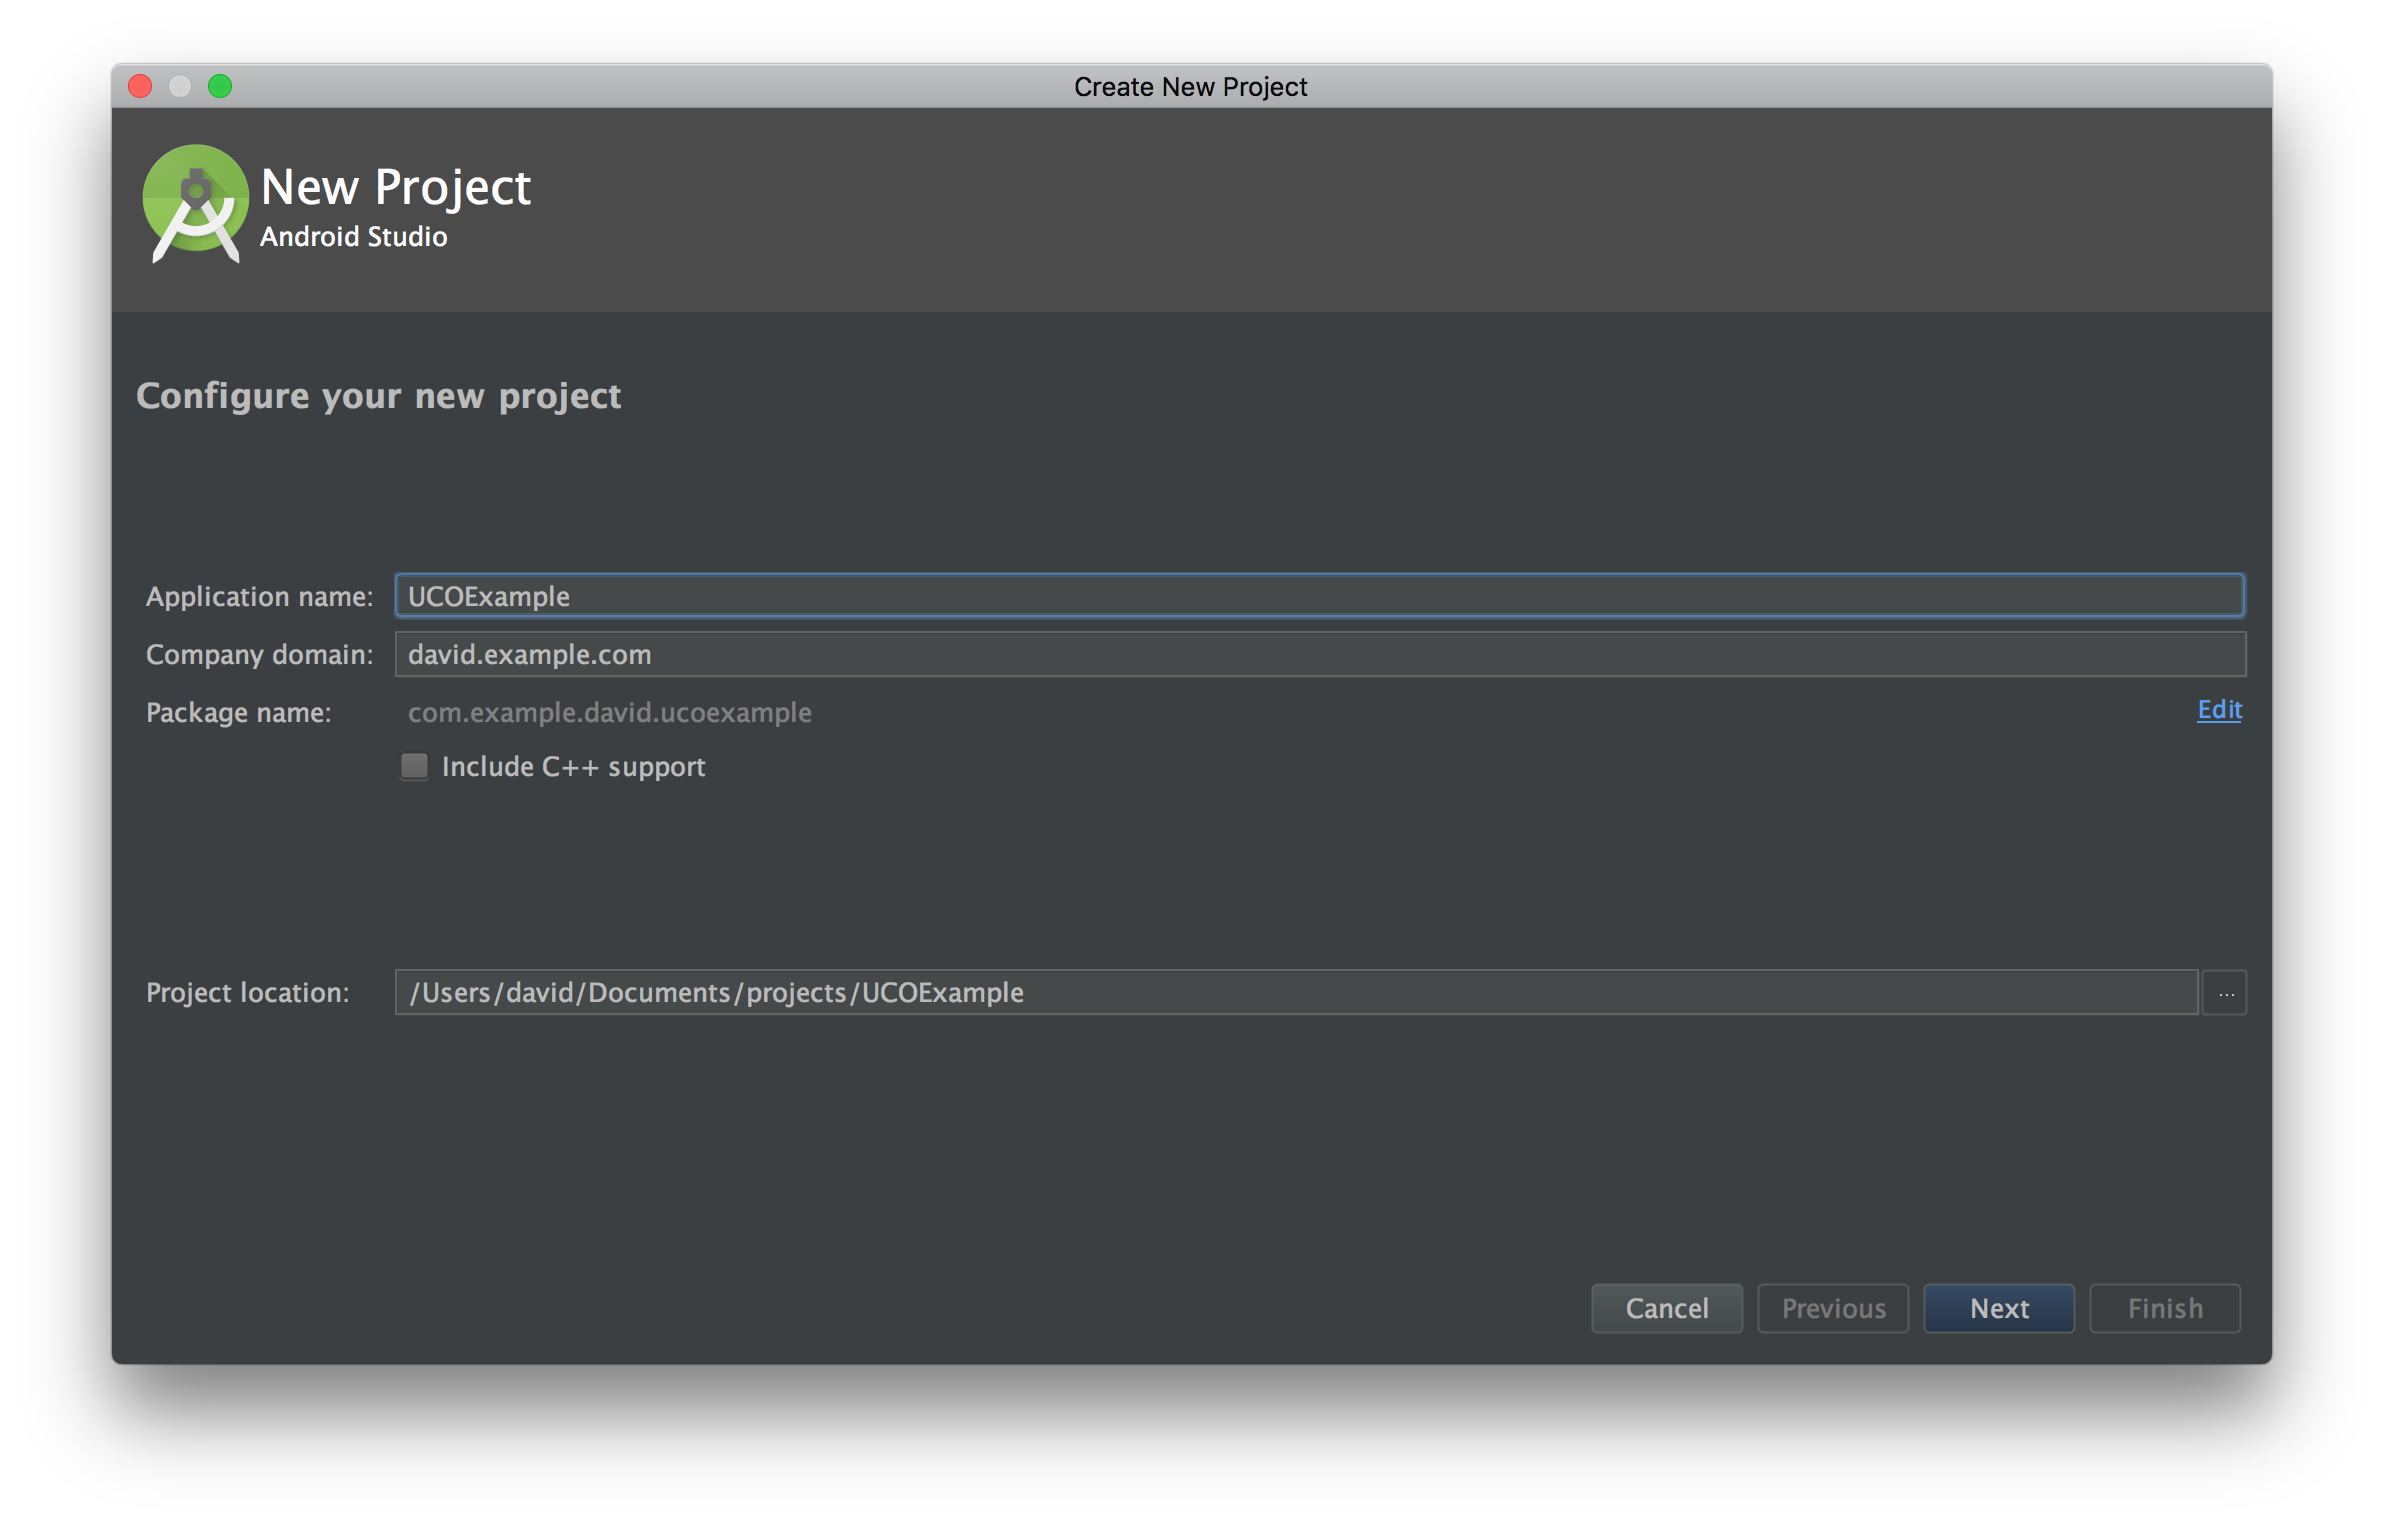 Create New Project
New Project
Android Studio
Configure your new project
Application name: UCOExample
Company domain: david.example.com
Package name: com.example.david.ucoexample Edit
Include C++ support
Project location: /Users/david/Documents/projects/UCOExample ...
Cancel Previous Next Finish